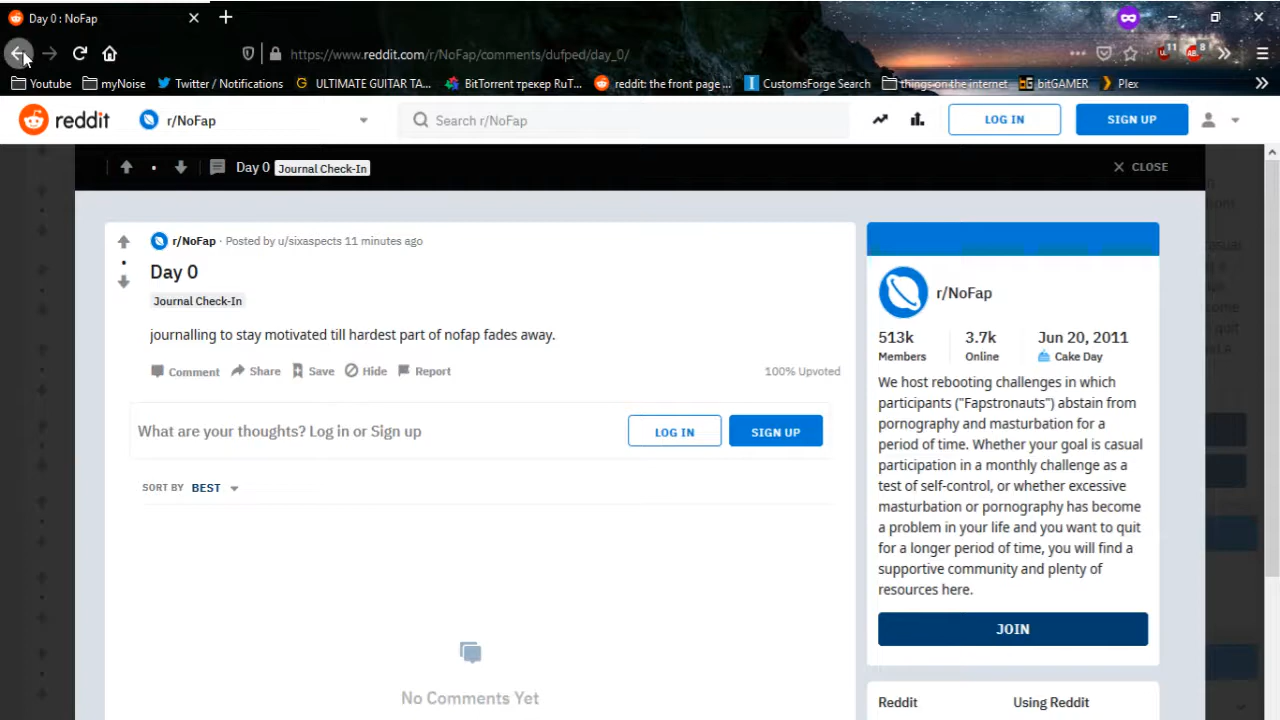 Day 0 : NoFap
https://www.reddit.com/r/NoFap/comments/dufped/day_0/
11
8
Youtube
myNoise
Twitter / Notifications
ULTIMATE GUITAR TA...
BitTorrent трекер RuT...
reddit: the front page ...
CustomsForge Search
things-on the internet
bitGAMER
Plex
reddit
r/NoFap
Search r/NoFap
LOG IN
SIGN UP
Day 0 Journal Check-In
CLOSE
r/NoFap · Posted by u/sixaspects 11 minutes ago
Day 0
Journal Check-In
journalling to stay motivated till hardest part of nofap fades away.
Comment Share Save Hide Report
100% Upvoted
What are your thoughts? Log in or Sign up
LOG IN
SIGN UP
SORT BY BEST
No Comments Yet
r/NoFap
513k 3.7k Jun 20, 2011
Members Online Cake Day
We host rebooting challenges in which
participants ("Fapstronauts") abstain from
pornography and masturbation for a
period of time. Whether your goal is casual
participation in a monthly challenge as a
test of self-control, or whether excessive
masturbation or pornography has become
a problem in your life and you want to quit
for a longer period of time, you will find a
supportive community and plenty of
resources here.
JOIN
Reddit Using Reddit